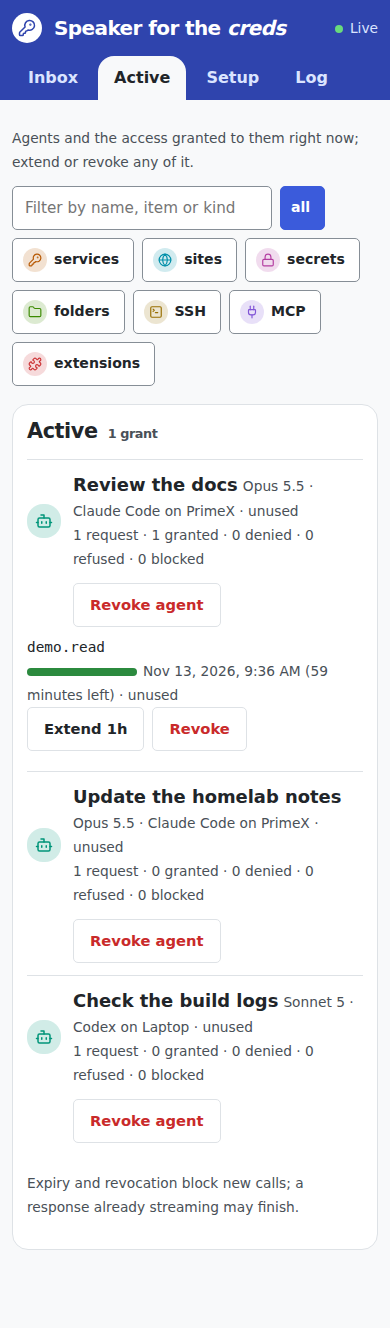 Speaker for the creds
Live
Inbox
Active
Setup
Log
Agents and the access granted to them right now;
extend or revoke any of it.
Filter by name, item or kind
all
services
sites
secrets
folders
SSH
MCP
extensions
Active 1 grant
Review the docs Opus 5.5 ·
Claude Code on PrimeX · unused
1 request · 1 granted · 0 denied · 0
refused · 0 blocked
Revoke agent
demo.read
Nov 13, 2026, 9:36 AM (59
minutes left) · unused
Extend 1h
Revoke
Update the homelab notes
Opus 5.5 · Claude Code on PrimeX ·
unused
1 request · 0 granted · 0 denied · 0
refused · 0 blocked
Revoke agent
Check the build logs Sonnet 5 ·
Codex on Laptop · unused
1 request · 0 granted · 0 denied · 0
refused · 0 blocked
Revoke agent
Expiry and revocation block new calls; a
response already streaming may finish.